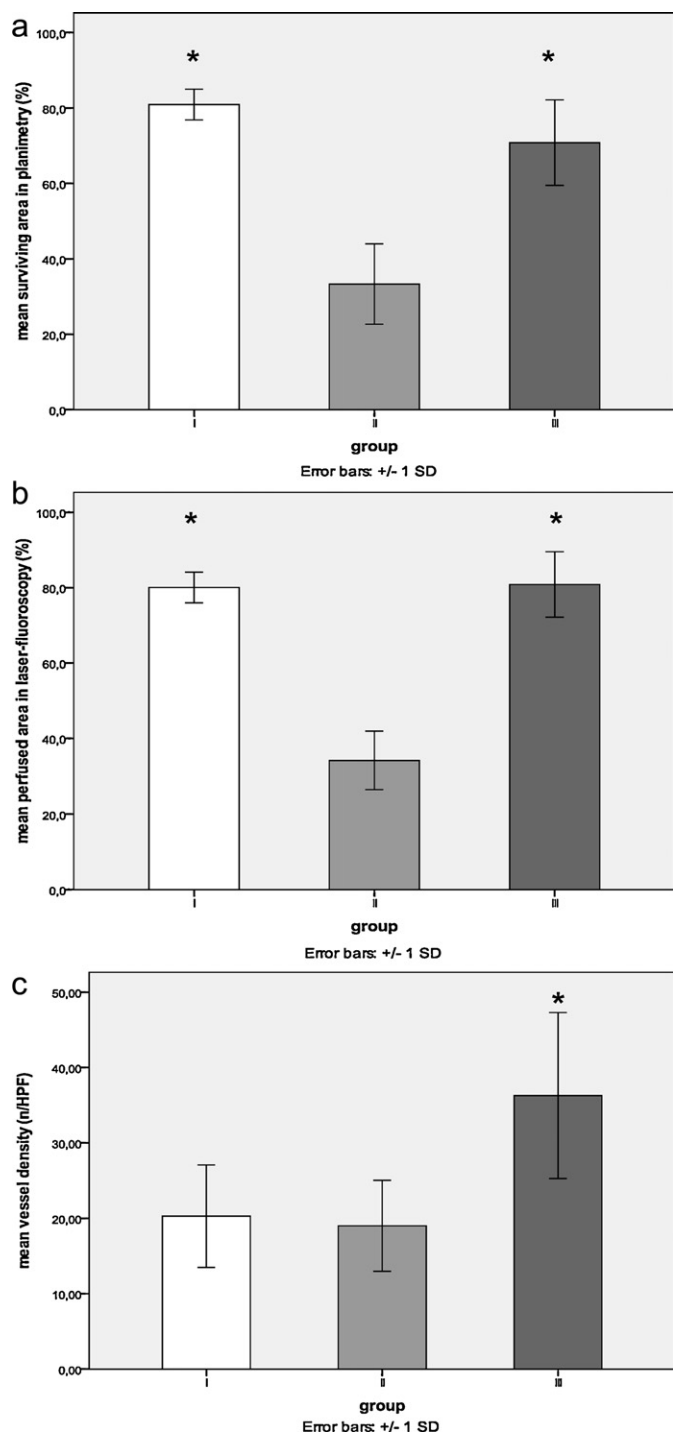 a
*
*
100,0
80,0
60,0
40,0
20,0
0,0
mean surviving area in planimetry (%)
I
II
III
group
Error bars: +/- 1 SD
b
*
*
100,0
80,0
60,0
40,0
20,0
0,0
mean perfused area in laser-fluoroscopy (%)
I
II
III
group
Error bars: +/- 1 SD
c
*
50,00
40,00
30,00
20,00
10,00
0,00
mean vessel density (n/HPF)
I
II
III
group
Error bars: +/- 1 SD